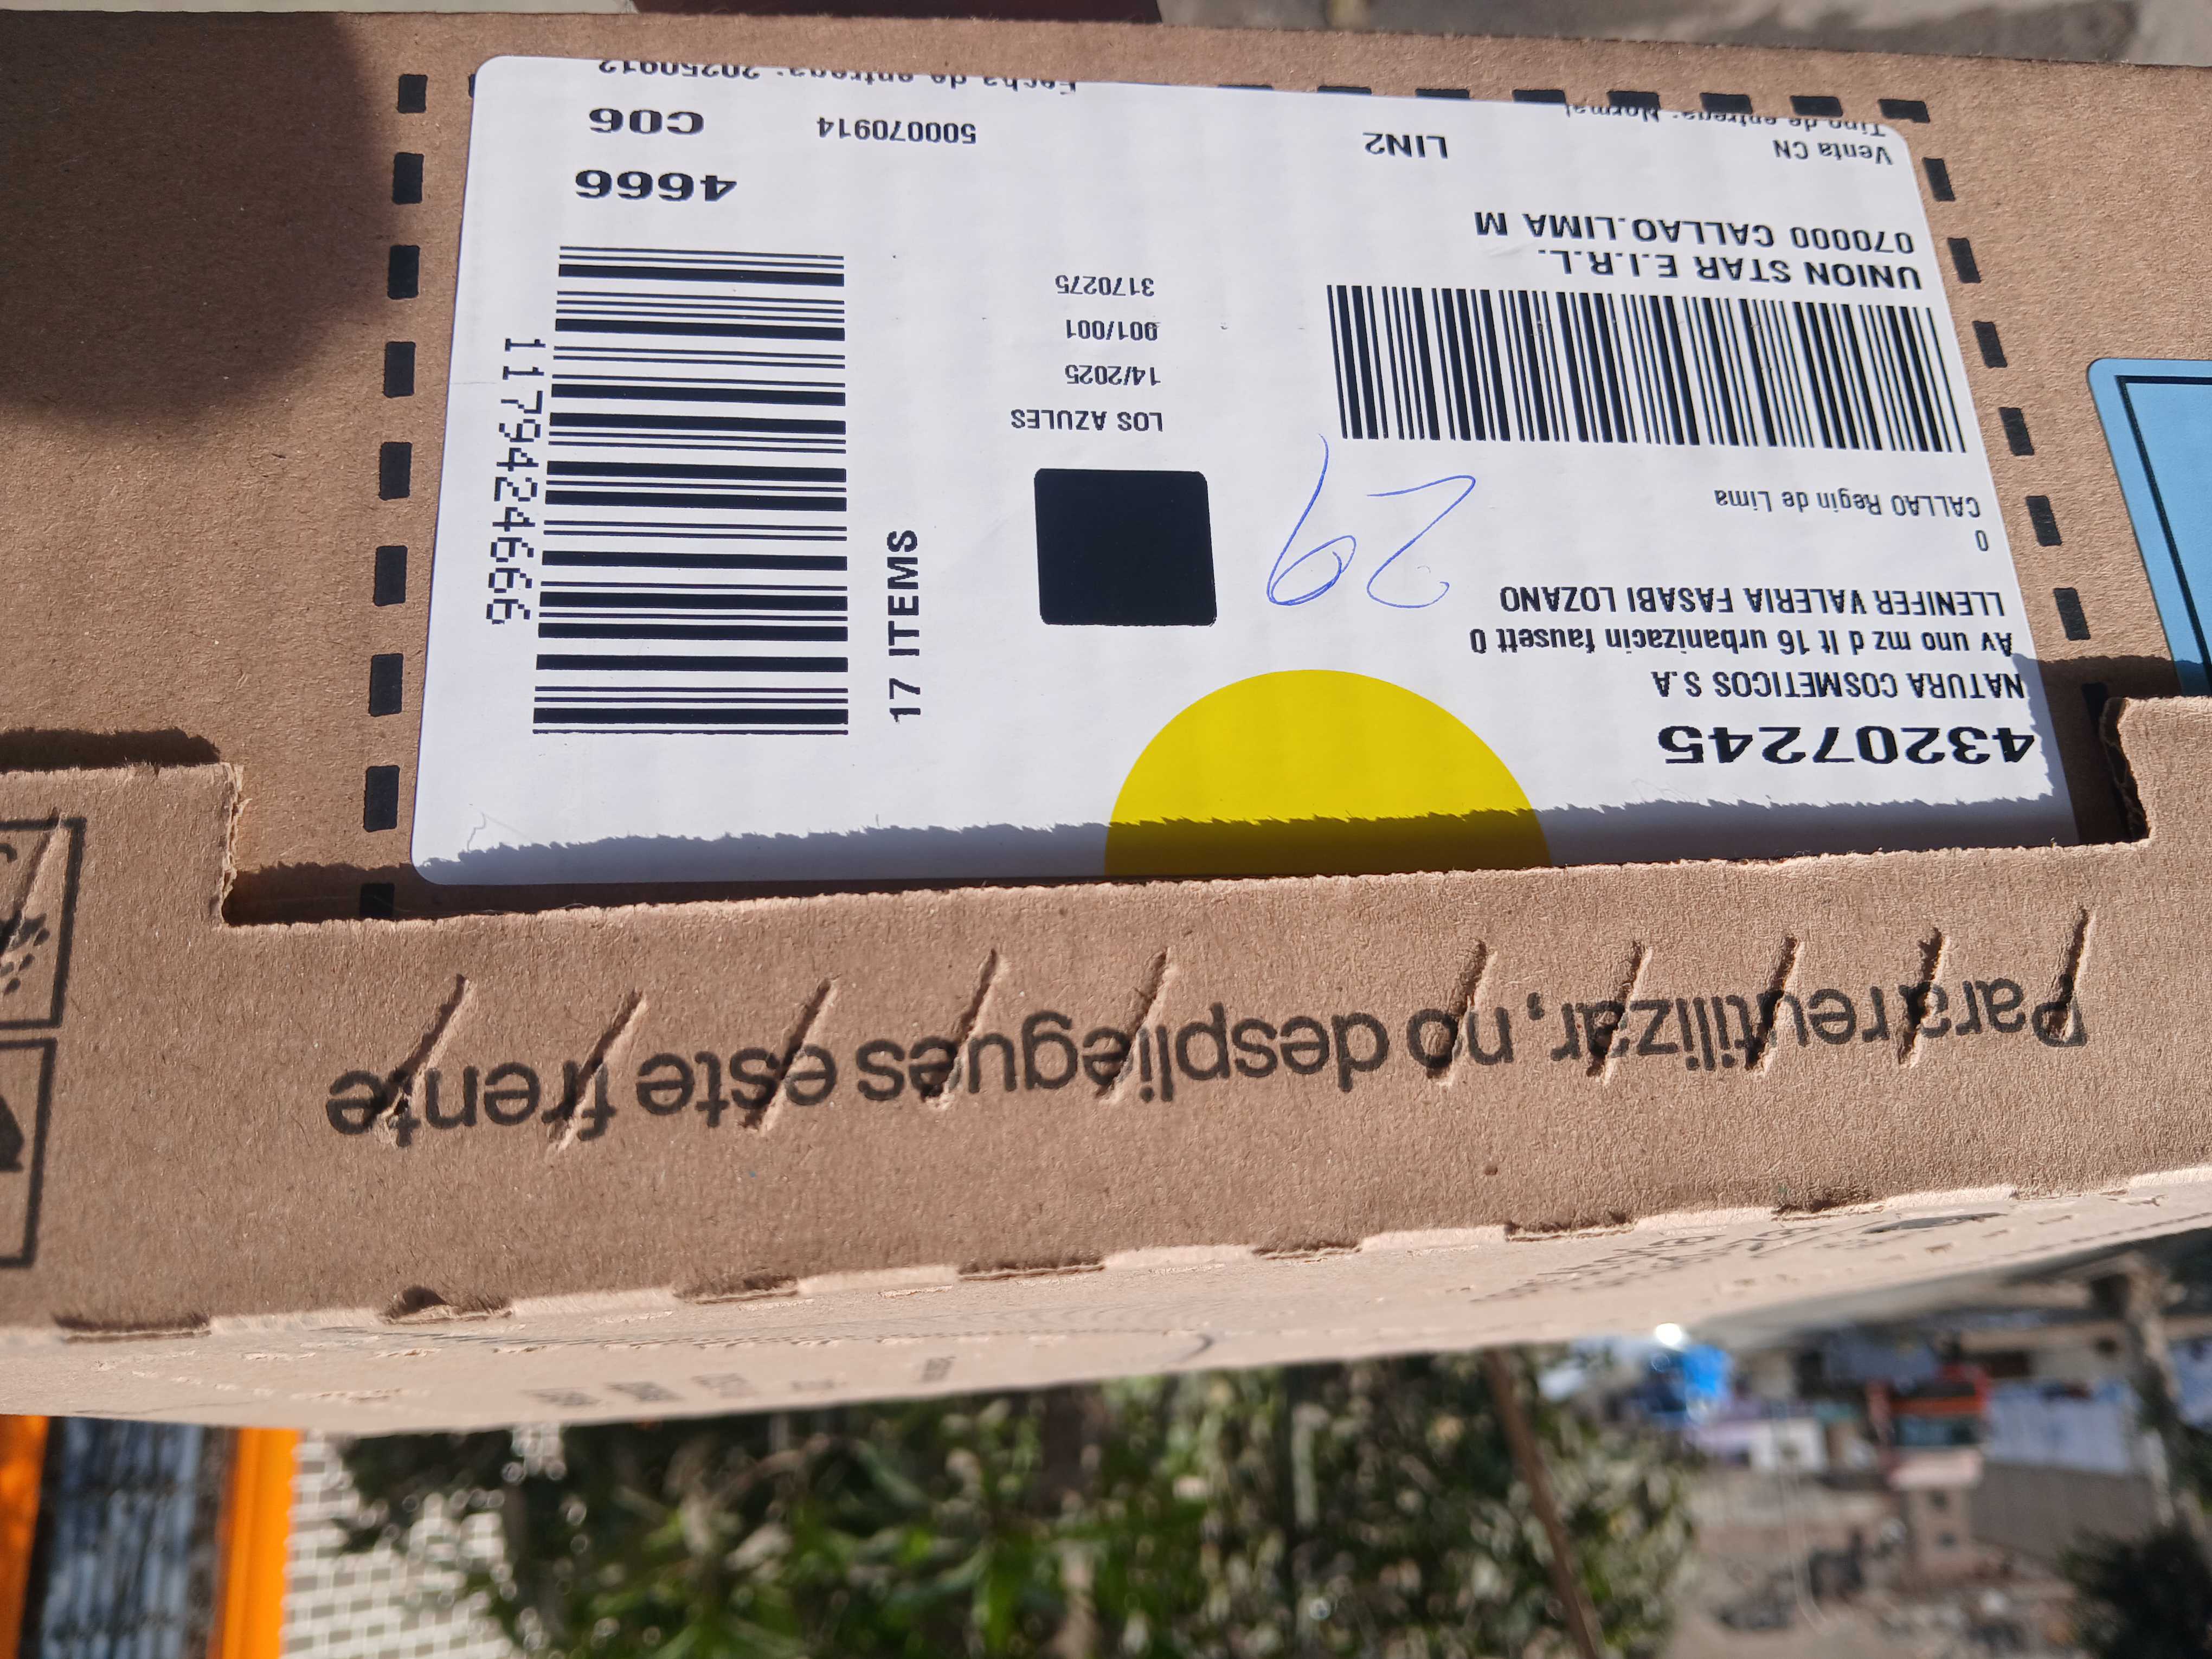 43207245
NATURA COSMETICOS S.A
Av uno mz d lt 16 urbanizacin fausett 0
LLENIFER VALERIA FASABI LOZANO
0
CALLAO Regin de Lima
29
UNION STAR E.I.R.L.
070000 CALLAO.LIMA M
Venta CN
LIN2
Tipo de entrega: Normal
LOS AZULES
14/2025
901/001
3170275
17 ITEMS
1179424666
4666
500070914
C06
Fecha de entrega: 20250912
Para reutilizar, no despliegues este frente